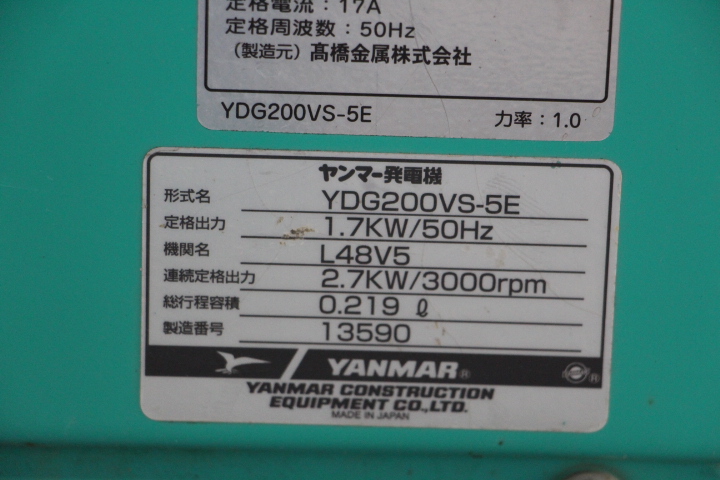 定格電流：17A
定格周波数：50Hz
（製造元）髙橋金属株式会社
YDG200VS-5E 力率：1.0
ヤンマー発電機
形式名 YDG200VS-5E
定格出力 1.7KW/50Hz
機関名 L48V5
連続定格出力 2.7KW/3000rpm
総行程容積 0.219 ℓ
製造番号 13590
YANMAR®
YANMAR CONSTRUCTION
EQUIPMENT CO.,LTD.
MADE IN JAPAN